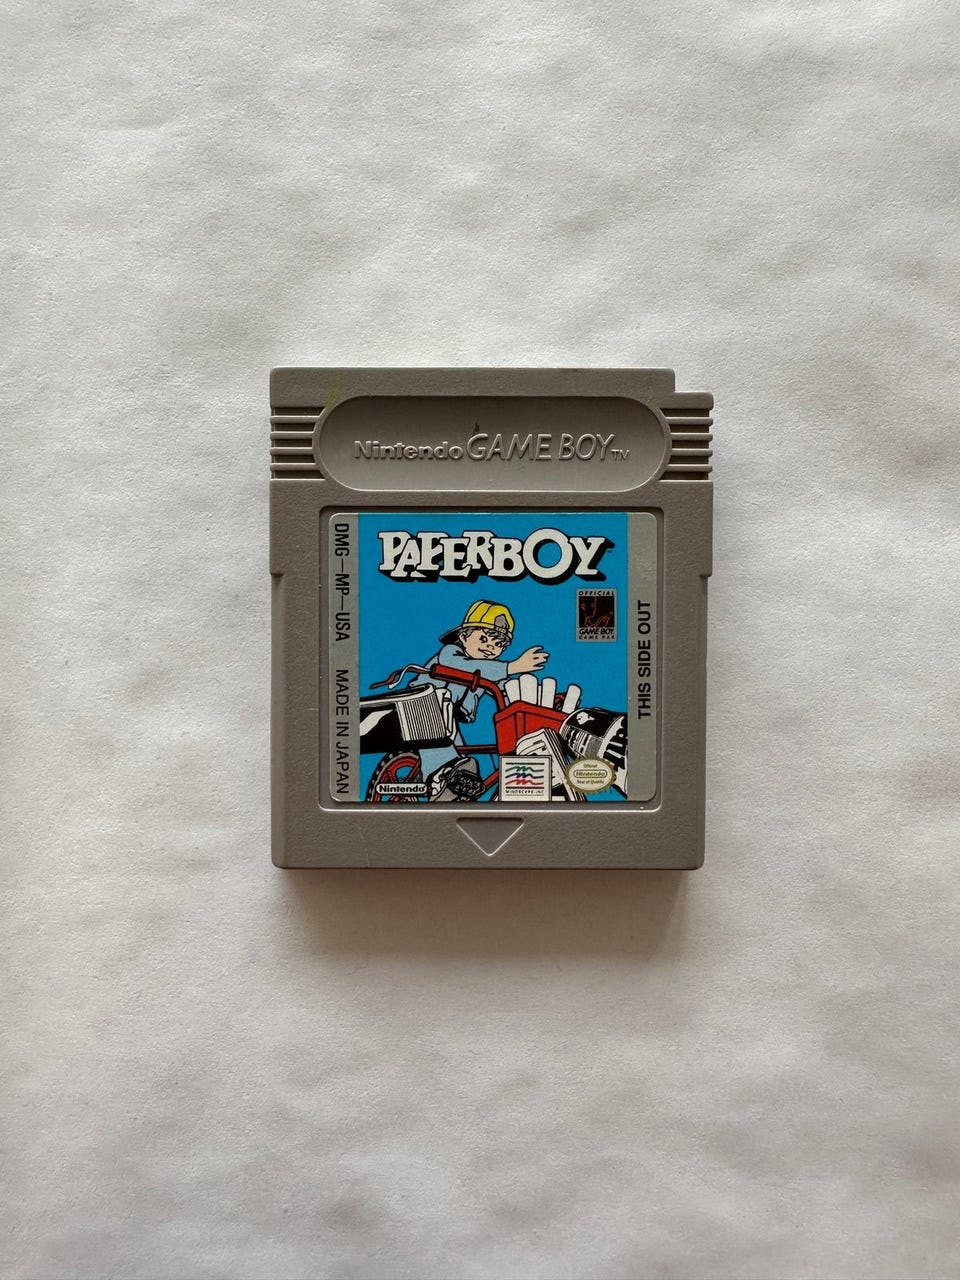 Nintendo GAME BOY TM
PAPERBOY
DMG-MP-USA MADE IN JAPAN
OFFICIAL
GAME BOY
GAME PAK
THIS SIDE OUT
Nintendo
MINDSCAPE INC
Official
Nintendo
Seal of Quality